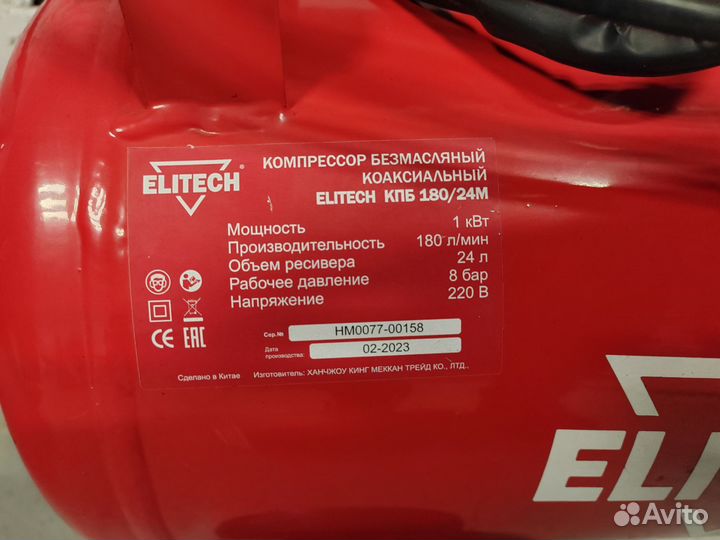 ELITECH®
КОМПРЕССОР БЕЗМАСЛЯНЫЙ
КОАКСИАЛЬНЫЙ
ELITECH КПБ 180/24М
Мощность 1 кВт
Производительность 180 л/мин
Объем ресивера 24 л
Рабочее давление 8 бар
Напряжение 220 В
CE EAC
Сер.№ HM0077-00158
Дата
производства: 02-2023
Сделано в Китае Изготовитель: ХАНЧЖОУ КИНГ МЕККАН ТРЕЙД КО., ЛТД..
ELI
Avito